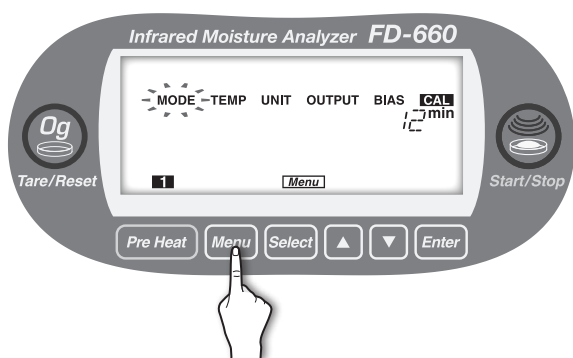 Infrared Moisture Analyzer FD-660
MODE TEMP UNIT OUTPUT BIAS CAL
12 min
0g
Tare/Reset
Start/Stop
1 Menu
Pre Heat Menu Select ▲ ▼ Enter